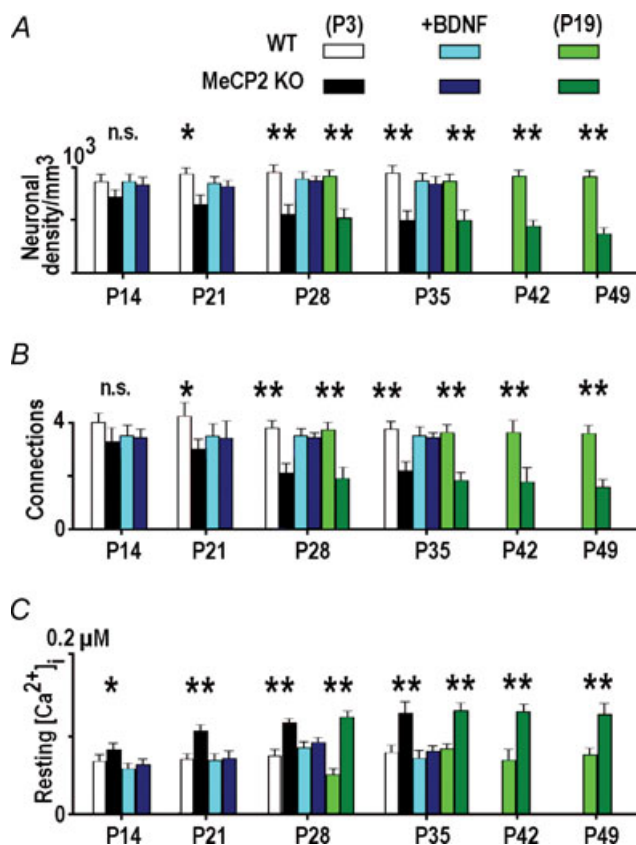 A
(P3) +BDNF (P19)
WT
MeCP2 KO
n.s. * ** ** ** ** ** **
10³
Neuronal
density/mm³
P14 P21 P28 P35 P42 P49
B
n.s. * ** ** ** ** ** **
4
Connections
0
P14 P21 P28 P35 P42 P49
C
0.2 µM
* ** ** ** ** ** ** **
Resting [Ca²⁺]ᵢ
0
P14 P21 P28 P35 P42 P49